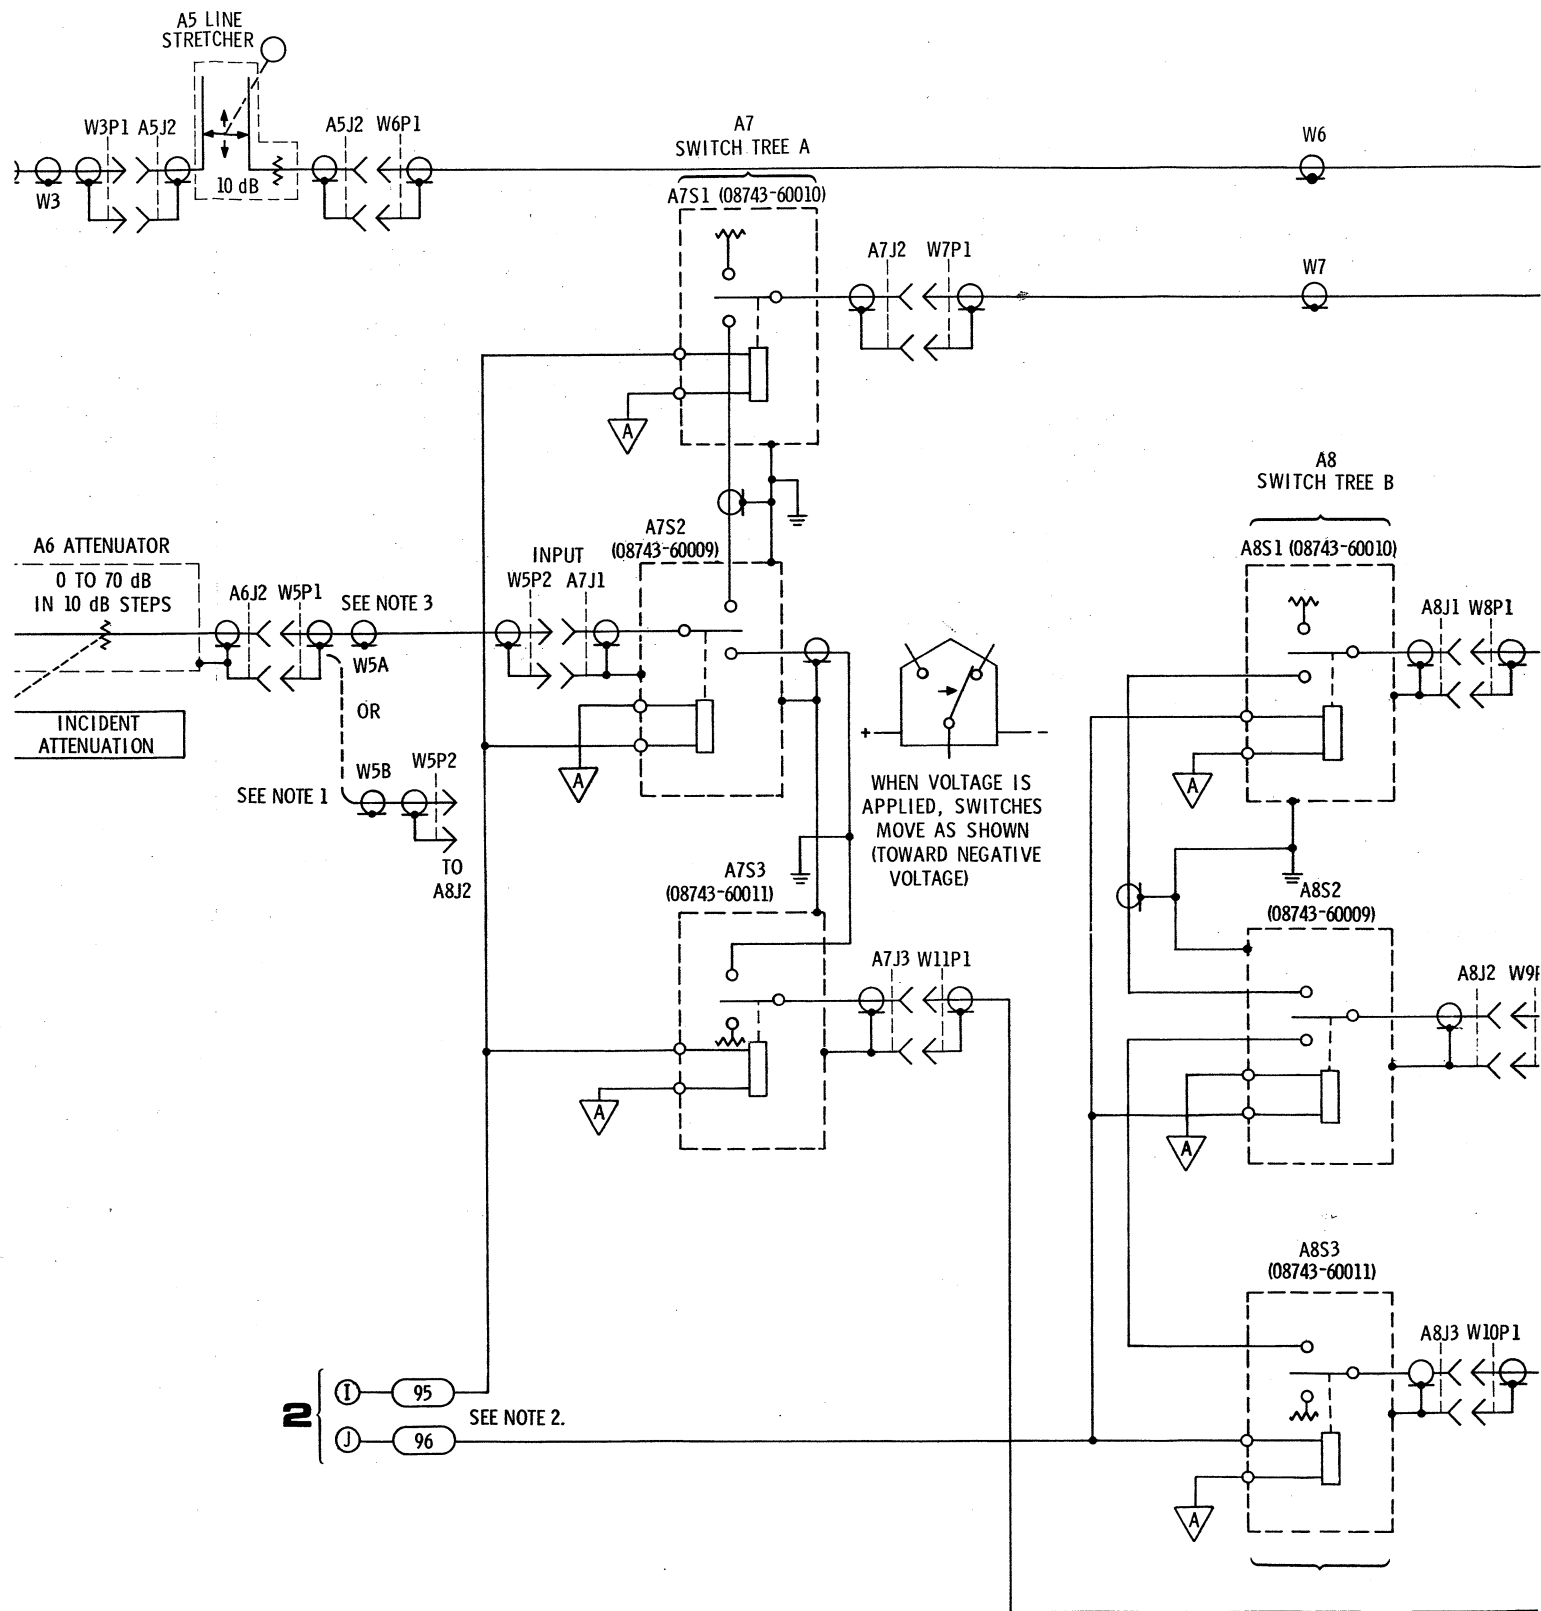 A5 LINE
STRETCHER
W3P1 A5J2
A5J2 W6P1
W3
10 dB
A7
SWITCH TREE A
W6
A7S1 (08743-60010)
A7J2 W7P1
W7
A
A8
SWITCH TREE B
A7S2
(08743-60009)
A6 ATTENUATOR
0 TO 70 dB
IN 10 dB STEPS
A6J2 W5P1
SEE NOTE 3
INPUT
W5P2 A7J1
W5A
OR
INCIDENT
ATTENUATION
W5B
W5P2
SEE NOTE 1
TO
A8J2
A
+
-
WHEN VOLTAGE IS
APPLIED, SWITCHES
MOVE AS SHOWN
(TOWARD NEGATIVE
VOLTAGE)
A8S1 (08743-60010)
A8J1 W8P1
A
A7S3
(08743-60011)
A7J3 W11P1
A
A8S2
(08743-60009)
A8J2
A
A8S3
(08743-60011)
A8J3 W10P1
A
2
I
95
J
96
SEE NOTE 2.